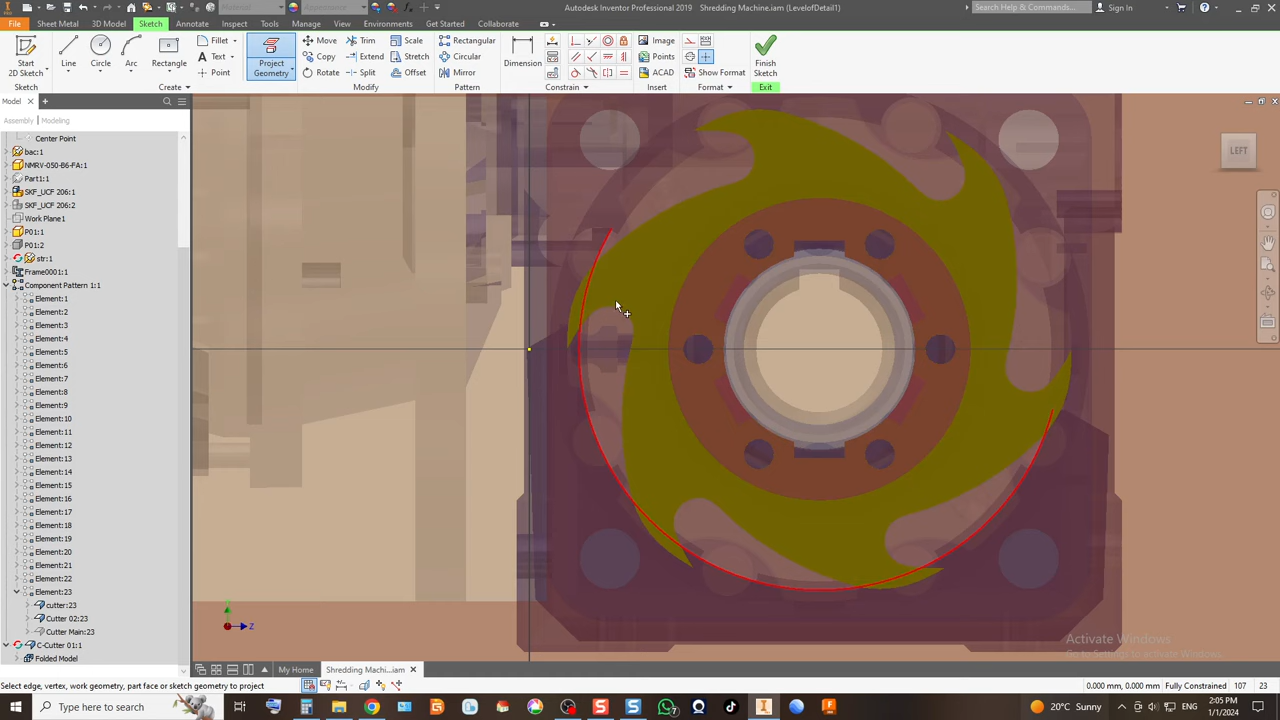 Material
Appearance
Autodesk Inventor Professional 2019  Shredding Machine.iam (LevelofDetail1)
Search Help & Commands...
Sign In
File
Sheet Metal
3D Model
Sketch
Annotate
Inspect
Tools
Manage
View
Environments
Get Started
Collaborate
Start
2D Sketch
Line
Circle
Arc
Rectangle
Fillet
Text
Point
Project
Geometry
Move
Copy
Rotate
Trim
Extend
Split
Scale
Stretch
Offset
Rectangular
Circular
Mirror
Dimension
Image
Points
ACAD
Show Format
Finish
Sketch
Sketch
Create
Modify
Pattern
Constrain
Insert
Format
Exit
Model
Assembly
Modeling
Center Point
bac:1
NMRV-050-B6-FA:1
Part1:1
SKF_UCF 206:1
SKF_UCF 206:2
Work Plane1
P01:1
P01:2
str:1
Frame0001:1
Component Pattern 1:1
Element:1
Element:2
Element:3
Element:4
Element:5
Element:6
Element:7
Element:8
Element:9
Element:10
Element:11
Element:12
Element:13
Element:14
Element:15
Element:16
Element:17
Element:18
Element:19
Element:20
Element:21
Element:22
Element:23
cutter:23
Cutter 02:23
Cutter Main:23
C-Cutter 01:1
Folded Model
LEFT
Z
Activate Windows
Go to Settings to activate Windows.
My Home
Shredding Machi...iam
Select edge, vertex, work geometry, part face or sketch geometry to project
0.000 mm, 0.000 mm
Fully Constrained
107
23
Type here to search
20°C Sunny
2:05 PM
1/1/2024